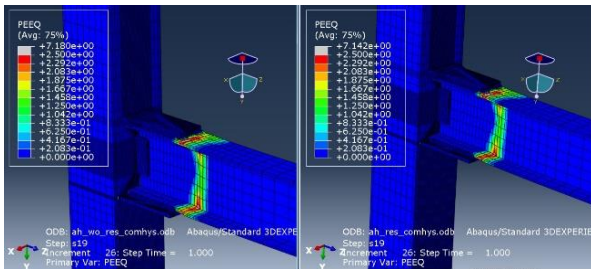 PEEQ
(Avg: 75%)
+7.180e+00
+2.500e+00
+2.292e+00
+2.083e+00
+1.875e+00
+1.667e+00
+1.458e+00
+1.250e+00
+1.042e+00
+8.333e-01
+6.250e-01
+4.167e-01
+2.083e-01
+0.000e+00
X
Z
Y
ODB: ah_wo_res_comhys.odb Abaqus/Standard 3DEXPERIE
Step: s19
Increment 26: Step Time = 1.000
Primary Var: PEEQ
X
Y
Z
PEEQ
(Avg: 75%)
+7.142e+00
+2.500e+00
+2.292e+00
+2.083e+00
+1.875e+00
+1.667e+00
+1.458e+00
+1.250e+00
+1.042e+00
+8.333e-01
+6.250e-01
+4.167e-01
+2.083e-01
+0.000e+00
Z
Y
ODB: ah_res_comhys.odb Abaqus/Standard 3DEXPERIE
Step: s19
Increment 26: Step Time = 1.000
Primary Var: PEEQ
X
Y
Z